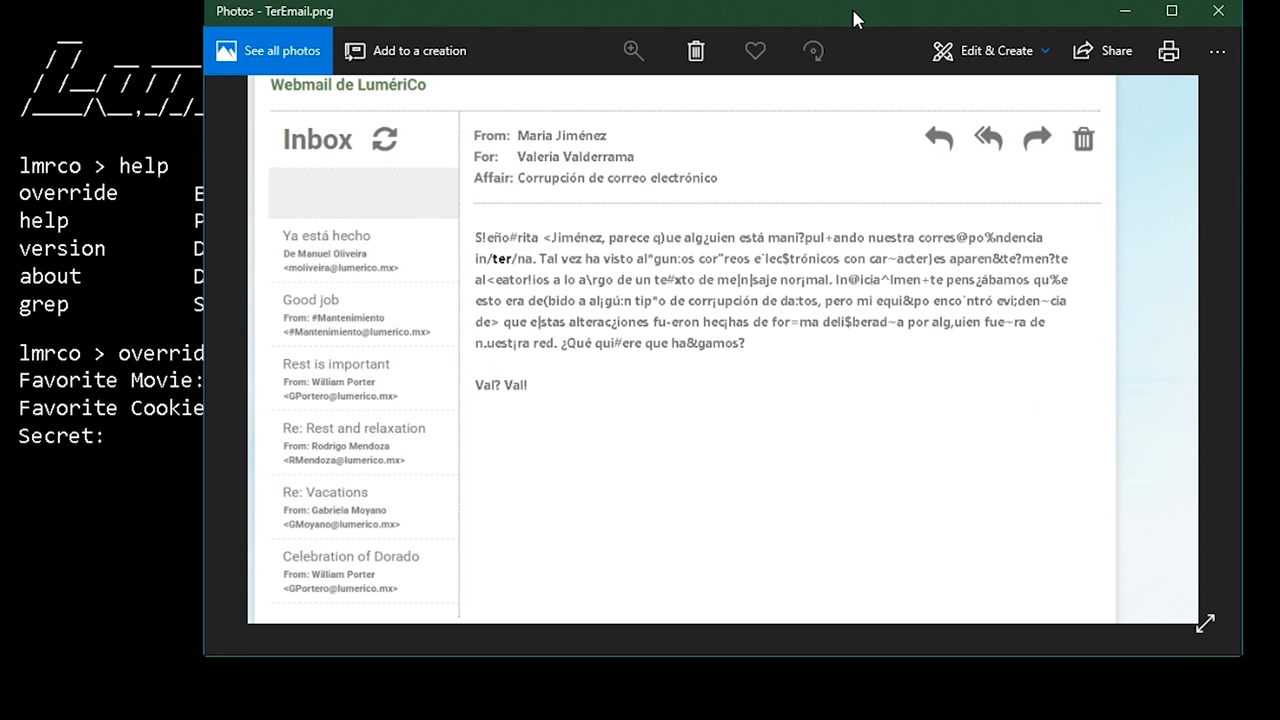 Photos - TerEmail.png
See all photos
Add to a creation
Edit & Create
Share
lmrco > help
override E
help P
version D
about D
grep S
lmrco > overrid
Favorite Movie:
Favorite Cookie
Secret:
Webmail de LumériCo
Inbox
Ya está hecho
De Manuel Oliveira
<moliveira@lumerico.mx>
Good job
From: #Mantenimiento
<#Mantenimiento@lumerico.mx>
Rest is important
From: William Porter
<GPortero@lumerico.mx>
Re: Rest and relaxation
From: Rodrigo Mendoza
<RMendoza@lumerico.mx>
Re: Vacations
From: Gabriela Moyano
<GMoyano@lumerico.mx>
Celebration of Dorado
From: William Porter
<GPortero@lumerico.mx>
From: Maria Jiménez
For: Valeria Valderrama
Affair: Corrupción de correo electrónico
S!eño#rita <Jiménez, parece q)ue alg¿uien está mani?pul+ando nuestra corres@po%ndencia
in/ter/na. Tal vez ha visto al*gun:os cor"reos e`lec$trónicos con car~acter}es aparen&te?men?te
al<eator!ios a lo a\rgo de un te#xto de me|n|saje nor¡mal. In@icia^lmen+te pens¿ábamos qu%e
esto era de(bido a al¡gú:n tip*o de corr¡upción de da:tos, pero mi equi&po enco`ntró evi;den~cia
de> que e|stas alterac¿iones fu-eron hec¡has de for=ma deli$berad~a por alg,uien fue~ra de
n.uest¡ra red. ¿Qué qui#ere que ha&gamos?
Val? Val!